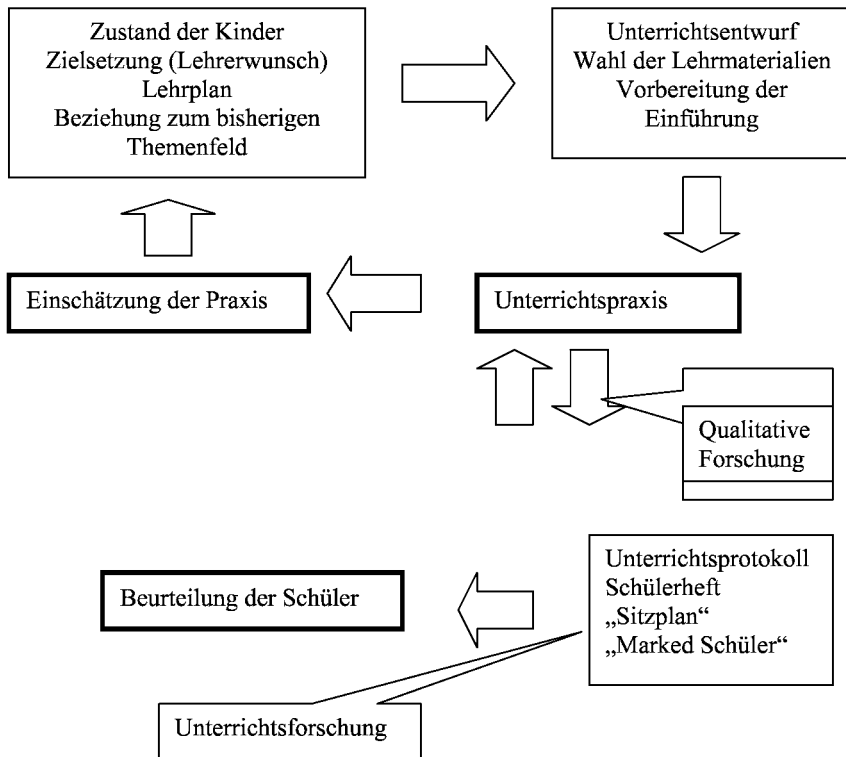 Zustand der Kinder
Zielsetzung (Lehrerwunsch)
Lehrplan
Beziehung zum bisherigen
Themenfeld
Unterrichtsentwurf
Wahl der Lehrmaterialien
Vorbereitung der
Einführung
Einschätzung der Praxis
Unterrichtspraxis
Qualitative
Forschung
Beurteilung der Schüler
Unterrichtsprotokoll
Schülerheft
„Sitzplan“
„Marked Schüler“
Unterrichtsforschung